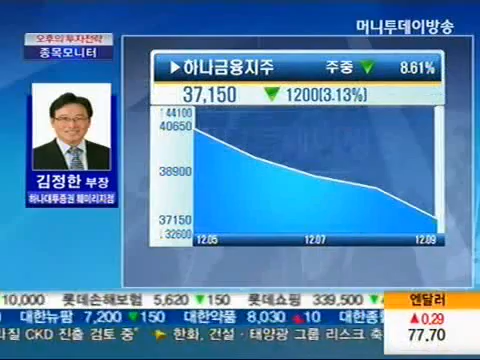 머니투데이방송
오후의 투자전략
종목모니터
▶하나금융지주 주중 ▼ 8.61%
37,150 ▼ 1200(3.13%)
44100
40650
38900
37150
32600
12.05 12.07 12.09
김정한 부장
하나대투증권 훼미리지점
10,000 롯데손해보험 5,620 ▼150 롯데쇼핑 339,500
대한뉴팜 7,200 ▼150 대한약품 8,030 ▲10 대한종
라질 CKD 진출 검토 중" ▶ 한화, 건설·태양광 그룹 리스크 축
엔달러
▲0.29
77.70